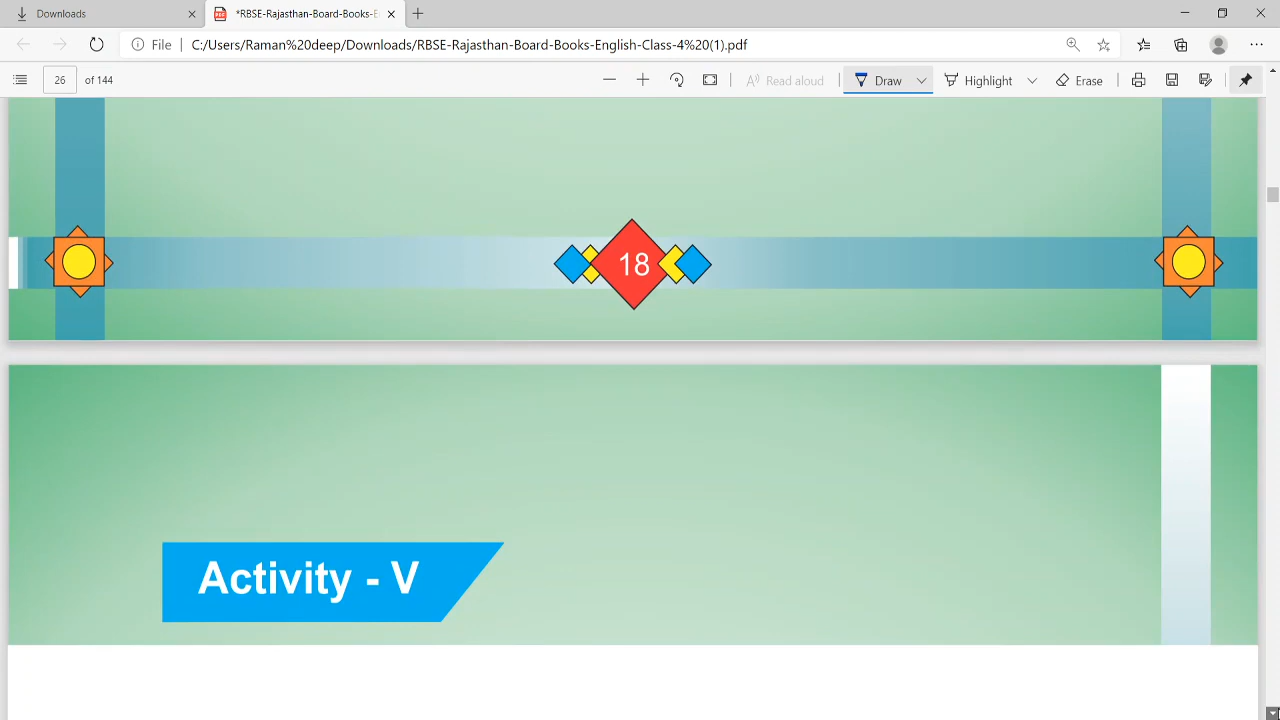 Downloads
*RBSE-Rajasthan-Board-Books-E
File | C:/Users/Raman%20deep/Downloads/RBSE-Rajasthan-Board-Books-English-Class-4%20(1).pdf
26 of 144
Read aloud
Draw
Highlight
Erase
18
Activity - V